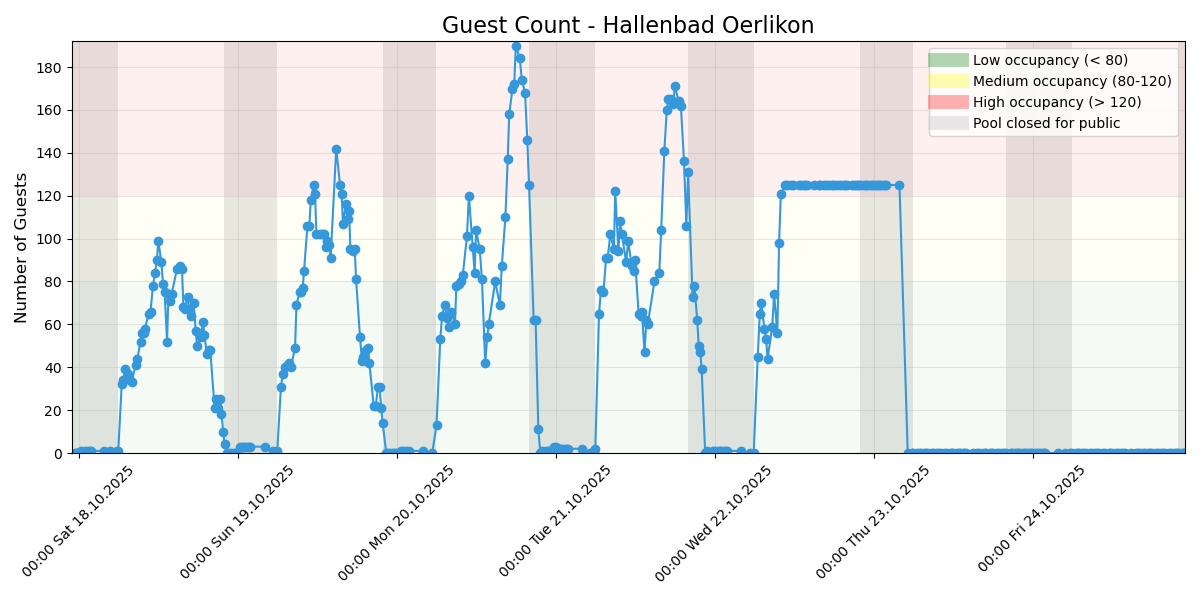 Guest Count - Hallenbad Oerlikon
Low occupancy (< 80)
Medium occupancy (80-120)
High occupancy (> 120)
Pool closed for public
Number of Guests
180
160
140
120
100
80
60
40
20
0
00:00 Sat 18.10.2025
00:00 Sun 19.10.2025
00:00 Mon 20.10.2025
00:00 Tue 21.10.2025
00:00 Wed 22.10.2025
00:00 Thu 23.10.2025
00:00 Fri 24.10.2025